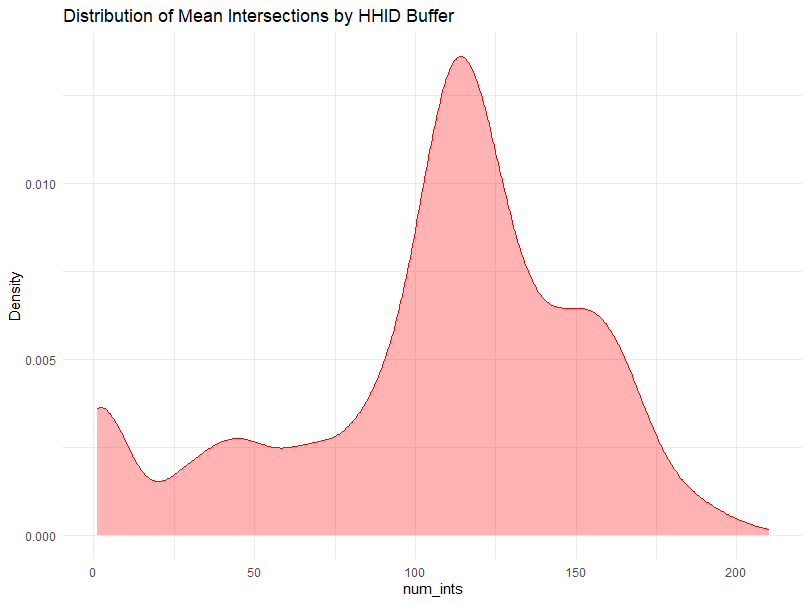 Distribution of Mean Intersections by HHID Buffer
Density
0.010
0.005
0.000
0 50 100 150 200
num_ints